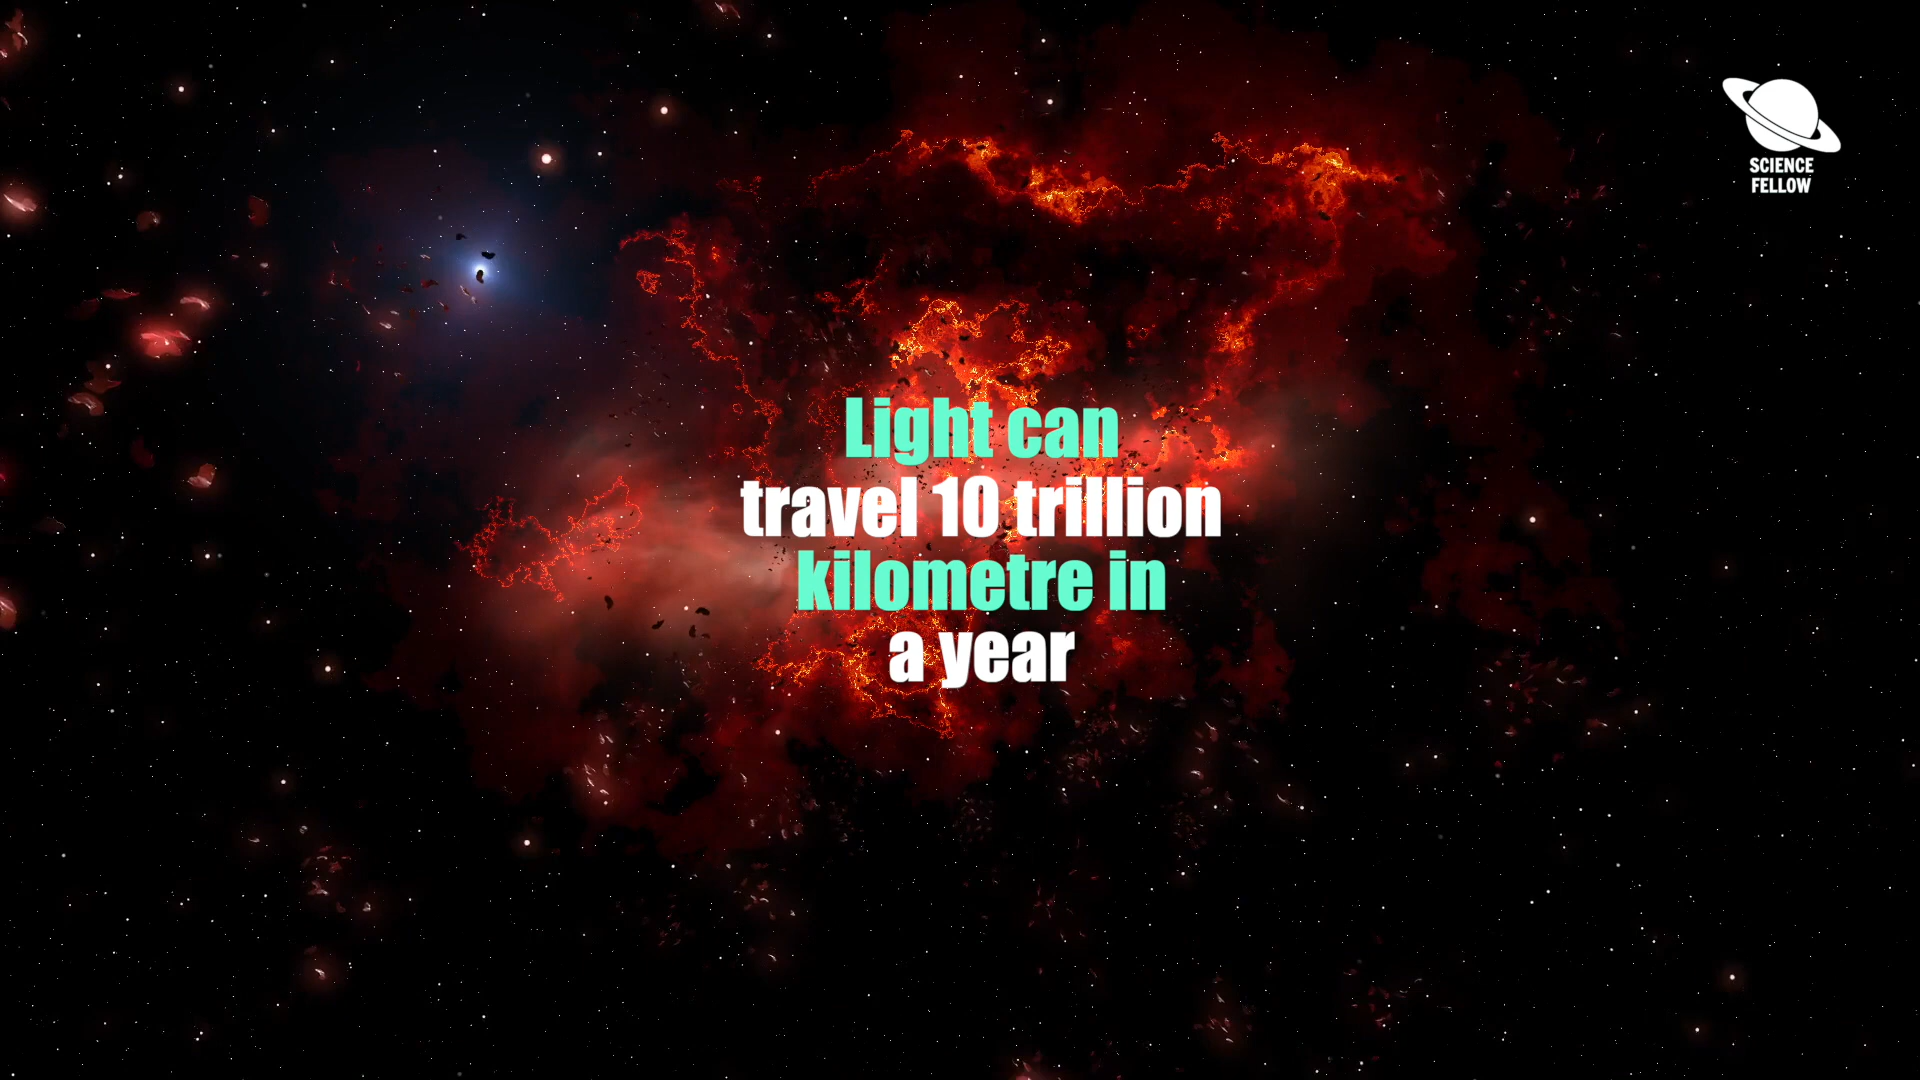 SCIENCE
FELLOW
Light can
travel 10 trillion
kilometre in
a year